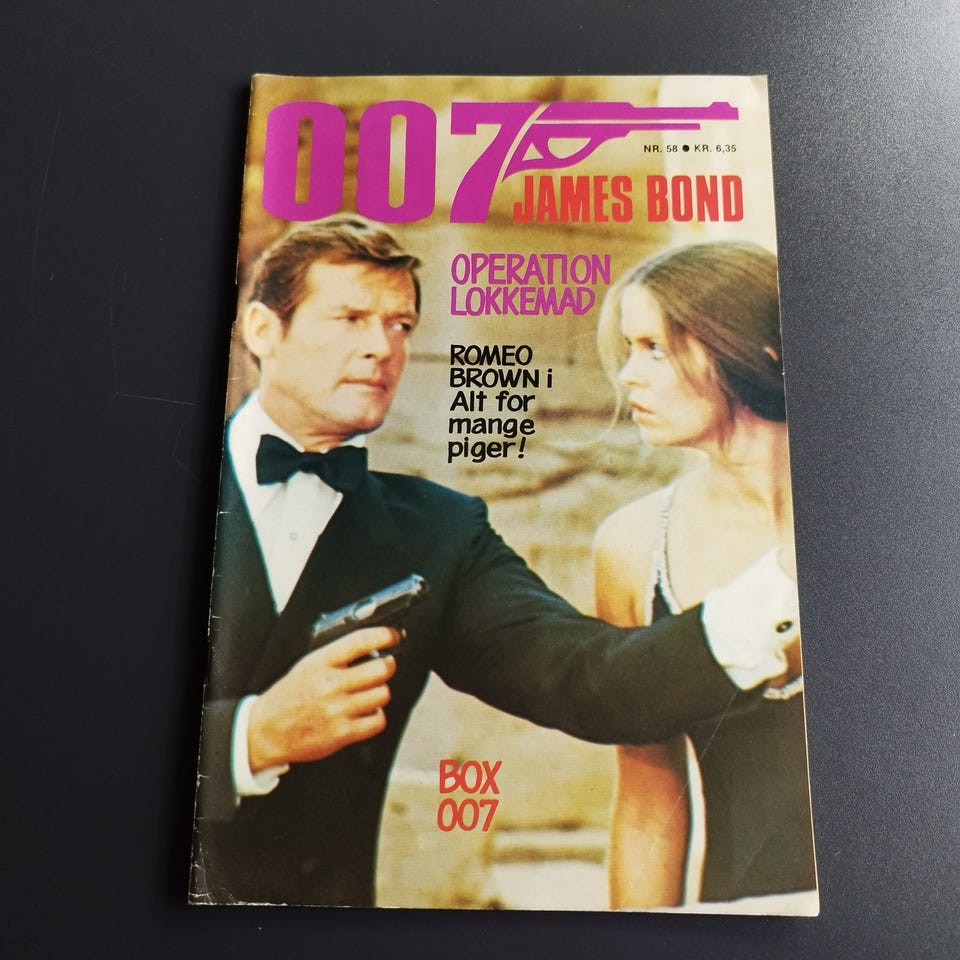 007
NR. 58 ● KR. 6,35
JAMES BOND
OPERATION
LOKKEMAD
ROMEO
BROWN i
Alt for
mange
piger!
BOX
007